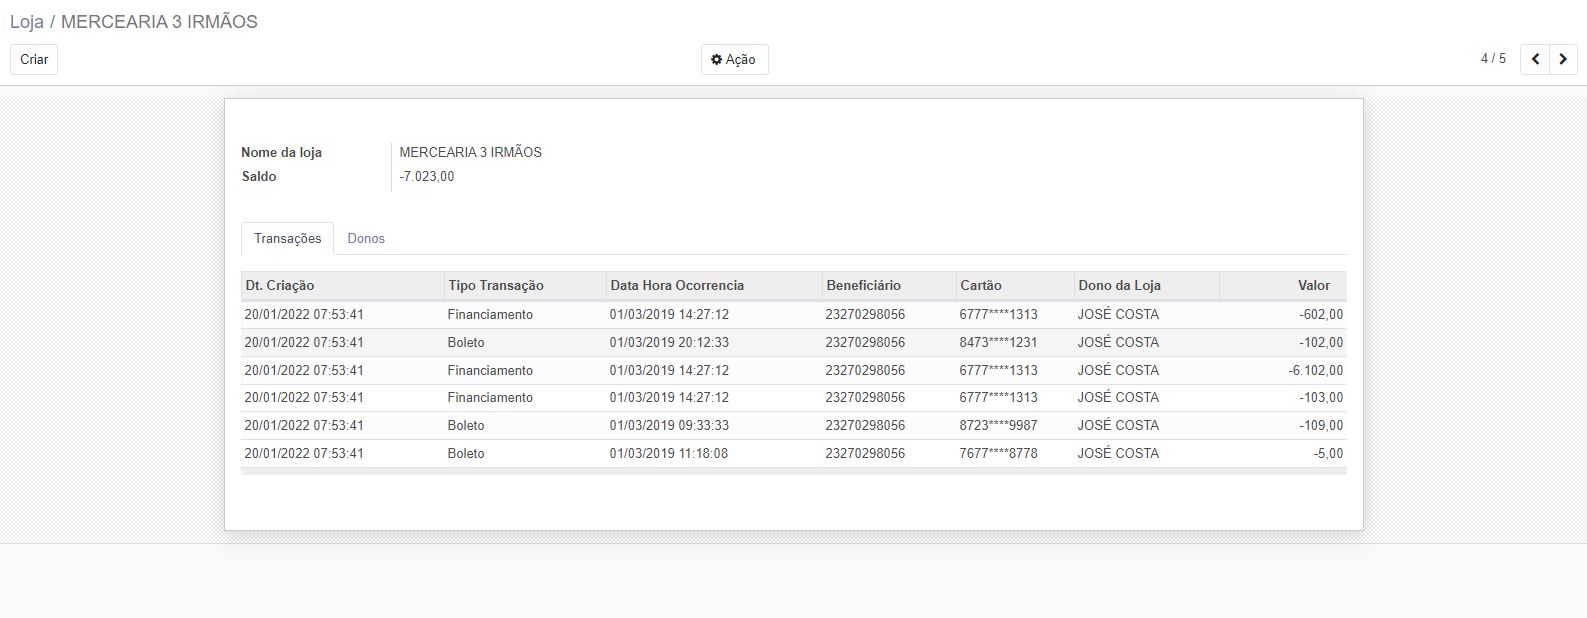 Loja / MERCEARIA 3 IRMÃOS
Criar Ação 4 / 5
Nome da loja MERCEARIA 3 IRMÃOS
Saldo -7.023,00
Transações Donos
Dt. Criação Tipo Transação Data Hora Ocorrencia Beneficiário Cartão Dono da Loja Valor
20/01/2022 07:53:41 Financiamento 01/03/2019 14:27:12 23270298056 6777****1313 JOSÉ COSTA -602,00
20/01/2022 07:53:41 Boleto 01/03/2019 20:12:33 23270298056 8473****1231 JOSÉ COSTA -102,00
20/01/2022 07:53:41 Financiamento 01/03/2019 14:27:12 23270298056 6777****1313 JOSÉ COSTA -6.102,00
20/01/2022 07:53:41 Financiamento 01/03/2019 14:27:12 23270298056 6777****1313 JOSÉ COSTA -103,00
20/01/2022 07:53:41 Boleto 01/03/2019 09:33:33 23270298056 8723****9987 JOSÉ COSTA -109,00
20/01/2022 07:53:41 Boleto 01/03/2019 11:18:08 23270298056 7677****8778 JOSÉ COSTA -5,00